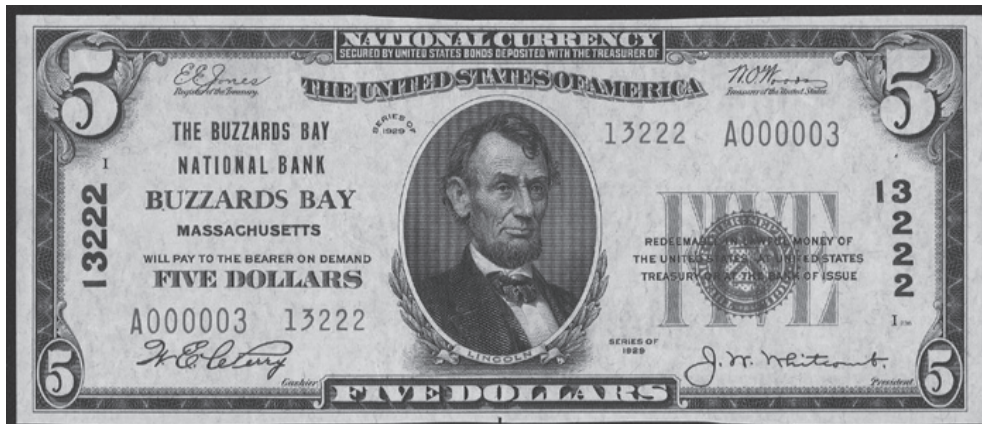 NATIONAL CURRENCY
SECURED BY UNITED STATES BONDS DEPOSITED WITH THE TREASURER OF
THE UNITED STATES OF AMERICA
5
5
E.E. Jones
Register of the Treasury.
W.O. Woods
Treasurer of the United States.
SERIES OF
1929
THE BUZZARDS BAY
NATIONAL BANK
BUZZARDS BAY
MASSACHUSETTS
WILL PAY TO THE BEARER ON DEMAND
FIVE DOLLARS
A000003 13222
I
13222
Cashier
13222 A000003
13222
FIVE
REDEEMABLE IN LAWFUL MONEY OF
THE UNITED STATES AT UNITED STATES
TREASURY OR AT THE BANK OF ISSUE
I
SERIES OF
1929
J. W. Whitcomb.
President
LINCOLN
5
FIVE DOLLARS
5